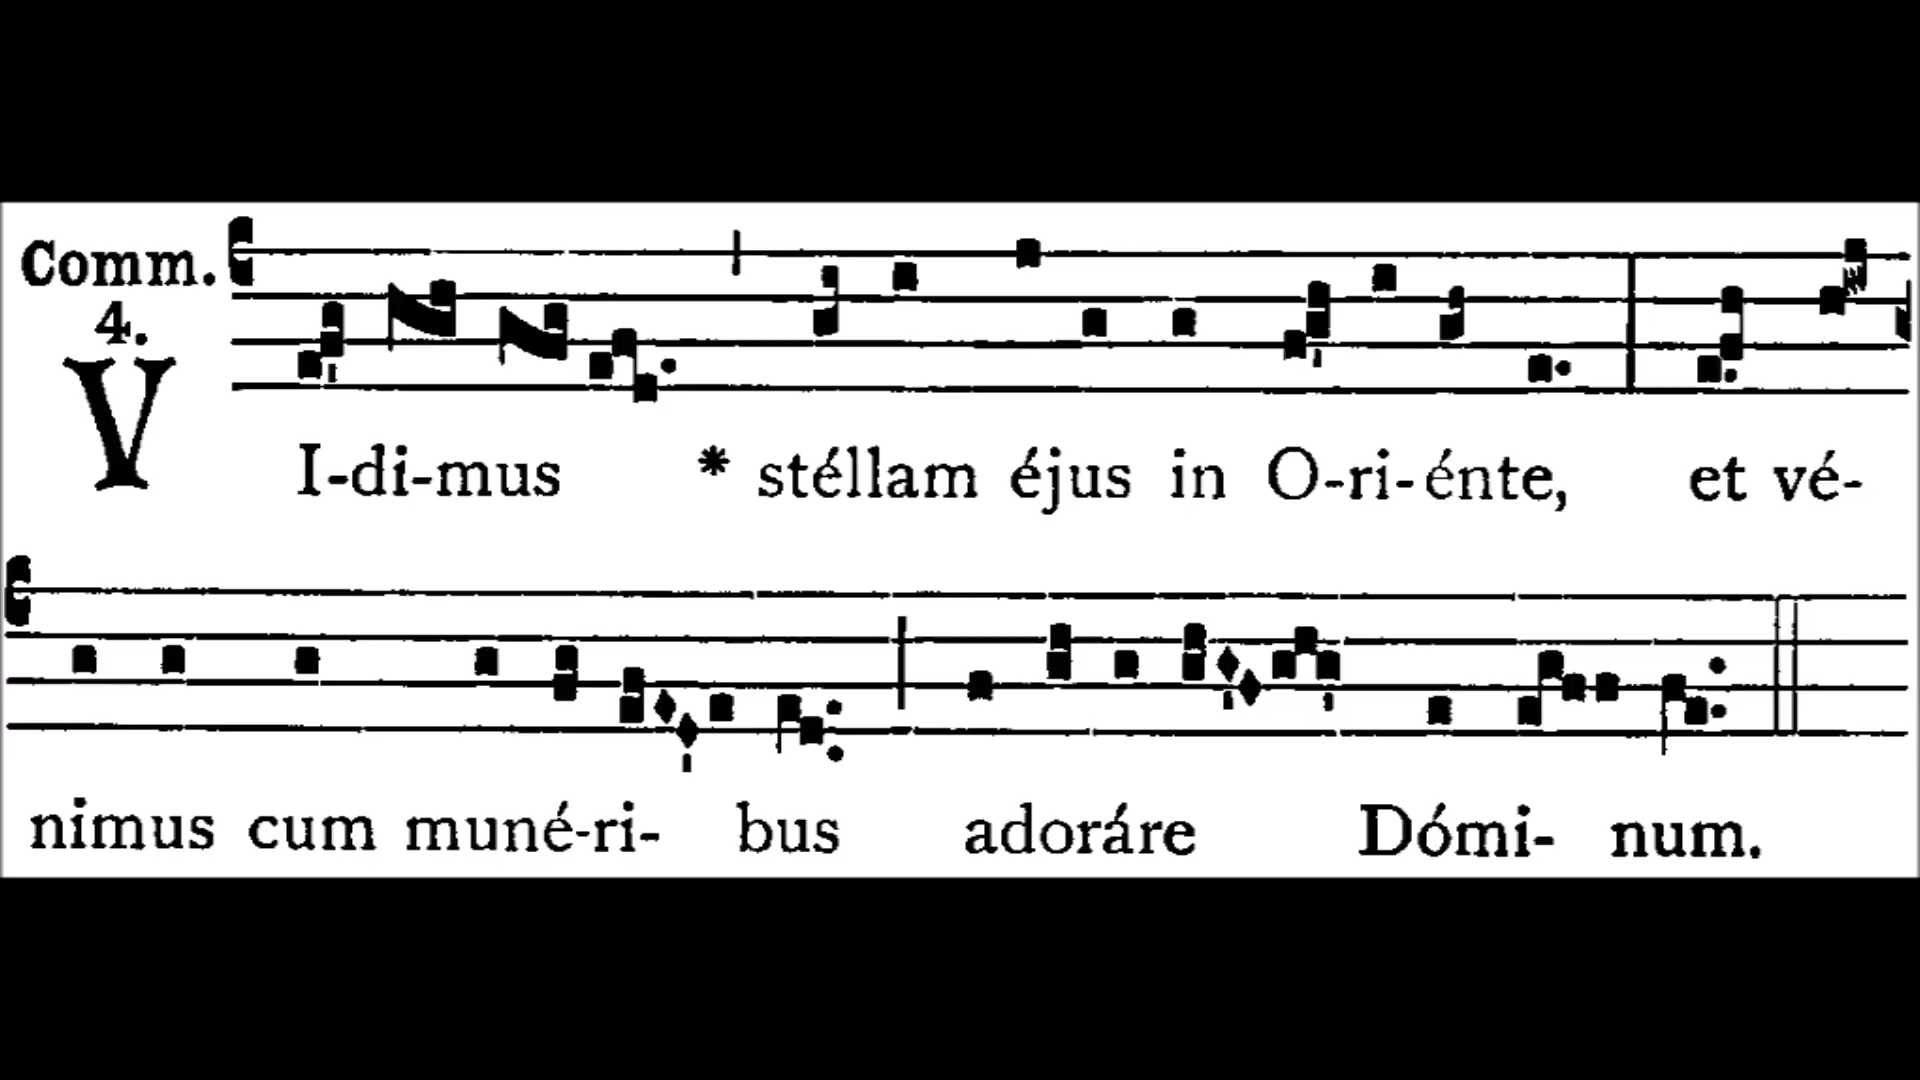 Comm.
4.
VI-di-mus * stéllam éjus in O-ri-énte, et vé-
nimus cum muné-ri- bus adoráre Dómi- num.